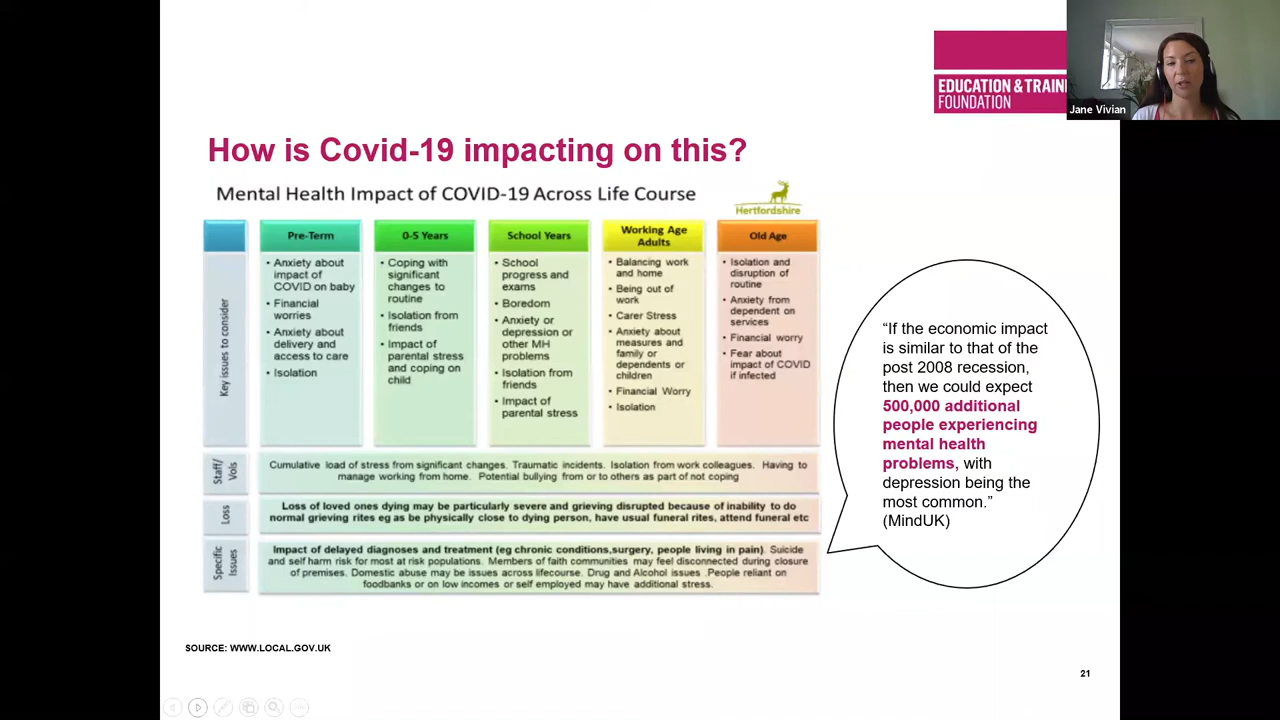 EDUCATION & TRAINI
FOUNDATION
Jane Vivian
How is Covid-19 impacting on this?
Mental Health Impact of COVID-19 Across Life Course
Hertfordshire
Pre-Term
0-5 Years
School Years
Working Age
Adults
Old Age
Key issues to consider
• Anxiety about
impact of
COVID on baby
• Financial
worries
• Anxiety about
delivery and
access to care
• Isolation
• Coping with
significant
changes to
routine
• Isolation from
friends
• Impact of
parental stress
and coping on
child
• School
progress and
exams
• Boredom
• Anxiety or
depression or
other MH
problems
• Isolation from
friends
• Impact of
parental stress
• Balancing work
and home
• Being out of
work
• Carer Stress
• Anxiety about
measures and
family or
dependents or
children
• Financial Worry
• Isolation
• Isolation and
disruption of
routine
• Anxiety from
dependent on
services
• Financial worry
• Fear about
impact of COVID
if infected
Staff/
Vols
Cumulative load of stress from significant changes. Traumatic incidents. Isolation from work colleagues. Having to
manage working from home. Potential bullying from or to others as part of not coping
Loss
Loss of loved ones dying may be particularly severe and grieving disrupted because of inability to do
normal grieving rites eg as be physically close to dying person, have usual funeral rites, attend funeral etc
Specific
Issues
Impact of delayed diagnoses and treatment (eg chronic conditions,surgery, people living in pain). Suicide
and self harm risk for most at risk populations. Members of faith communities may feel disconnected during closure
of premises. Domestic abuse may be issues across lifecourse. Drug and Alcohol issues .People reliant on
foodbanks or on low incomes or self employed may have additional stress.
“If the economic impact
is similar to that of the
post 2008 recession,
then we could expect
500,000 additional
people experiencing
mental health
problems, with
depression being the
most common.”
(MindUK)
SOURCE: WWW.LOCAL.GOV.UK
21